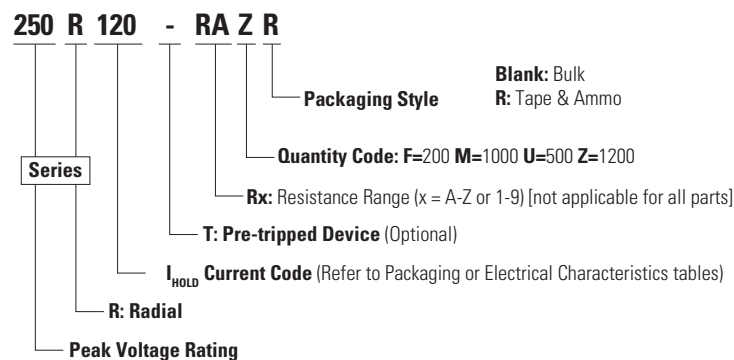 250 R 120 - RA Z R
Blank: Bulk
Packaging Style R: Tape & Ammo
Quantity Code: F=200 M=1000 U=500 Z=1200
Series
Rx: Resistance Range (x = A-Z or 1-9) [not applicable for all parts]
T: Pre-tripped Device (Optional)
IHOLD Current Code (Refer to Packaging or Electrical Characteristics tables)
R: Radial
Peak Voltage Rating